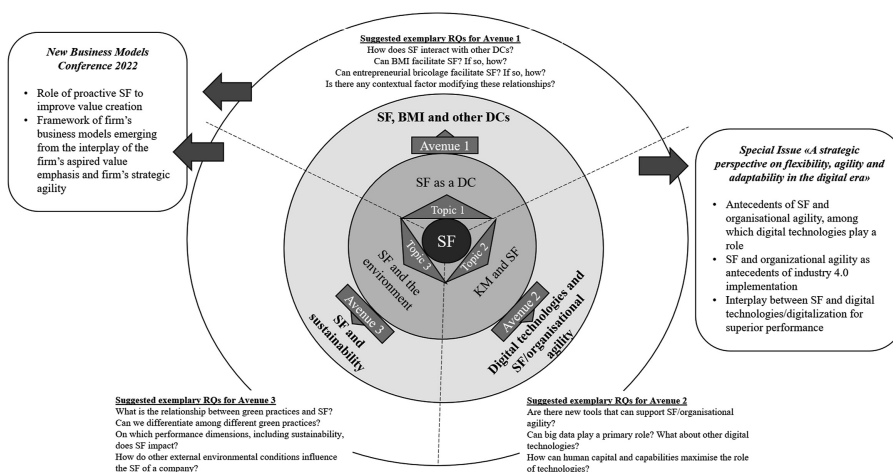 New Business Models
Conference 2022
• Role of proactive SF to
improve value creation
• Framework of firm's
business models emerging
from the interplay of the
firm's aspired value
emphasis and firm's strategic
agility
Suggested exemplary RQs for Avenue 1
How does SF interact with other DCs?
Can BMI facilitate SF? If so, how?
Can entrepreneurial bricolage facilitate SF? If so, how?
Is there any contextual factor modifying these relationships?
SF, BMI and other DCs
Avenue 1
SF as a DC
Topic 1
SF
Topic 3
Topic 2
SF and the
environment
KM and SF
Avenue 3
Avenue 2
SF and
sustainability
Digital technologies and
SF/organisational
agility
Special Issue «A strategic
perspective on flexibility, agility and
adaptability in the digital era»
• Antecedents of SF and
organisational agility, among
which digital technologies play a
role
• SF and organizational agility as
antecedents of industry 4.0
implementation
• Interplay between SF and digital
technologies/digitalization for
superior performance
Suggested exemplary RQs for Avenue 3
What is the relationship between green practices and SF?
Can we differentiate among different green practices?
On which performance dimensions, including sustainability,
does SF impact?
How do other external environmental conditions influence
the SF of a company?
Suggested exemplary RQs for Avenue 2
Are there new tools that can support SF/organisational
agility?
Can big data play a primary role? What about other digital
technologies?
How can human capital and capabilities maximise the role
of technologies?